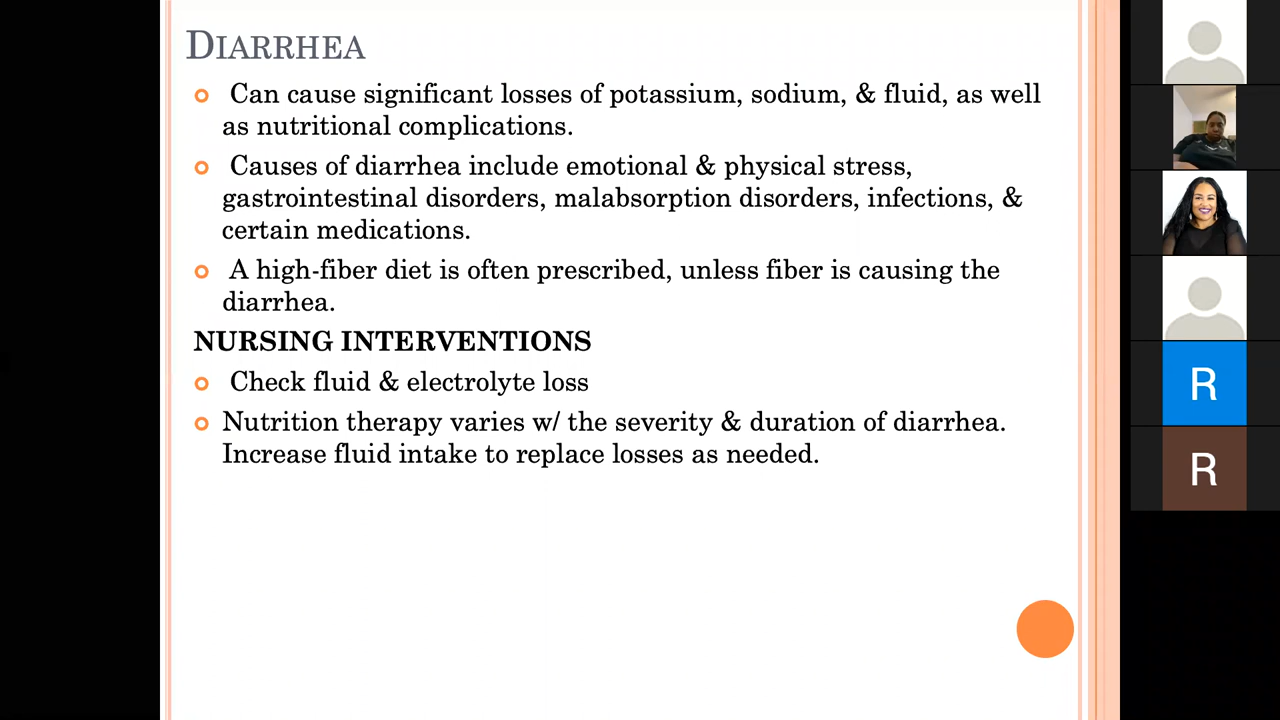 DIARRHEA
Can cause significant losses of potassium, sodium, & fluid, as well
as nutritional complications.
Causes of diarrhea include emotional & physical stress,
gastrointestinal disorders, malabsorption disorders, infections, &
certain medications.
A high-fiber diet is often prescribed, unless fiber is causing the
diarrhea.
NURSING INTERVENTIONS
Check fluid & electrolyte loss
Nutrition therapy varies w/ the severity & duration of diarrhea.
Increase fluid intake to replace losses as needed.
R
R